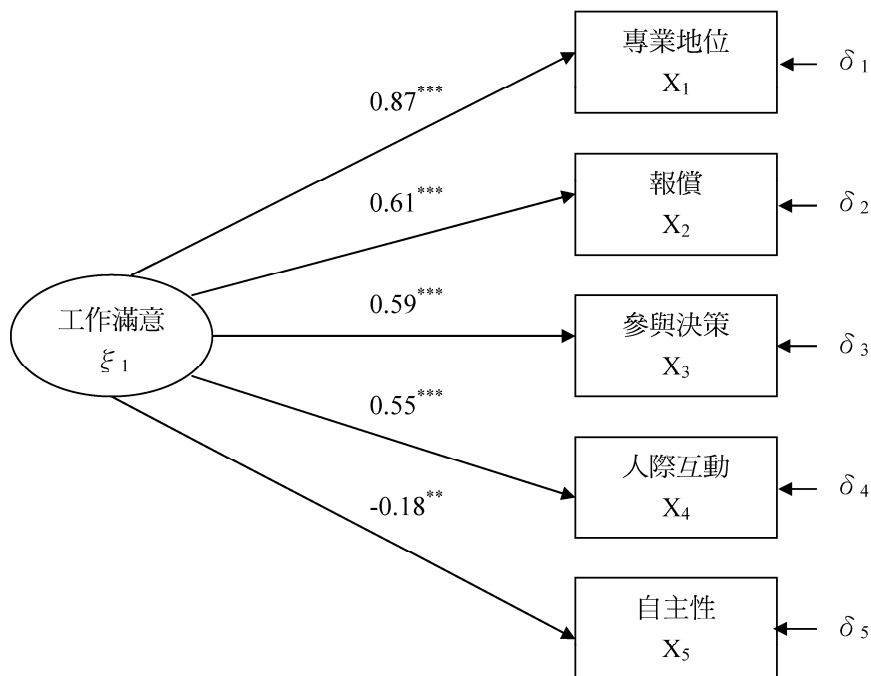 專業地位
X₁
δ₁
0.87***
報償
X₂
δ₂
0.61***
工作滿意
ξ₁
0.59***
參與決策
X₃
δ₃
0.55***
人際互動
X₄
δ₄
-0.18**
自主性
X₅
δ₅